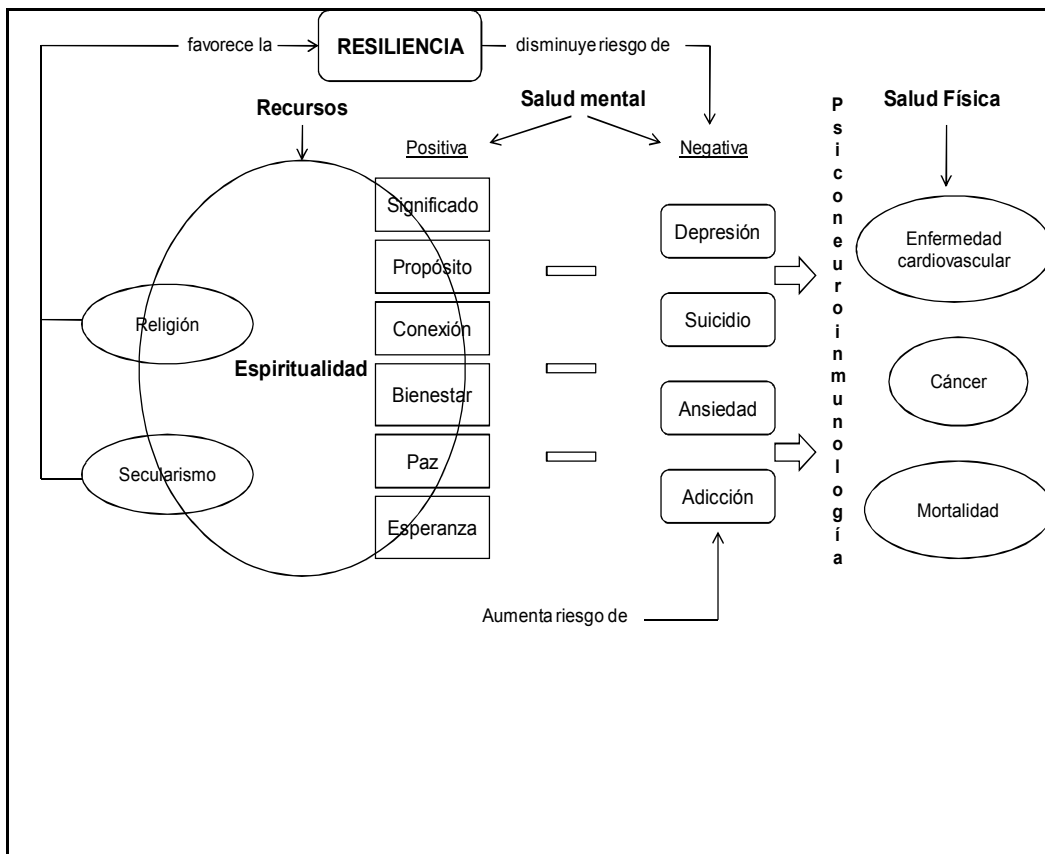 favorece la
RESILIENCIA
disminuye riesgo de
Recursos
Salud mental
Positiva
Negativa
Psiconeuroinmunología
Salud Física
Significado
Propósito
Conexión
Bienestar
Paz
Esperanza
Religión
Espiritualidad
Secularismo
Depresión
Suicidio
Ansiedad
Adicción
Enfermedad
cardiovascular
Cáncer
Mortalidad
Aumenta riesgo de